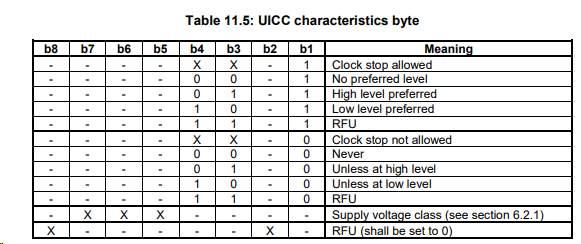 Table 11.5: UICC characteristics byte
b8 b7 b6 b5 b4 b3 b2 b1 Meaning
- - - - X X - 1 Clock stop allowed
- - - - 0 0 - 1 No preferred level
- - - - 0 1 - 1 High level preferred
- - - - 1 0 - 1 Low level preferred
- - - - 1 1 - 1 RFU
- - - - X X - 0 Clock stop not allowed
- - - - 0 0 - 0 Never
- - - - 0 1 - 0 Unless at high level
- - - - 1 0 - 0 Unless at low level
- - - - 1 1 - 0 RFU
- X X X - - - - Supply voltage class (see section 6.2.1)
X - - - - - X - RFU (shall be set to 0)